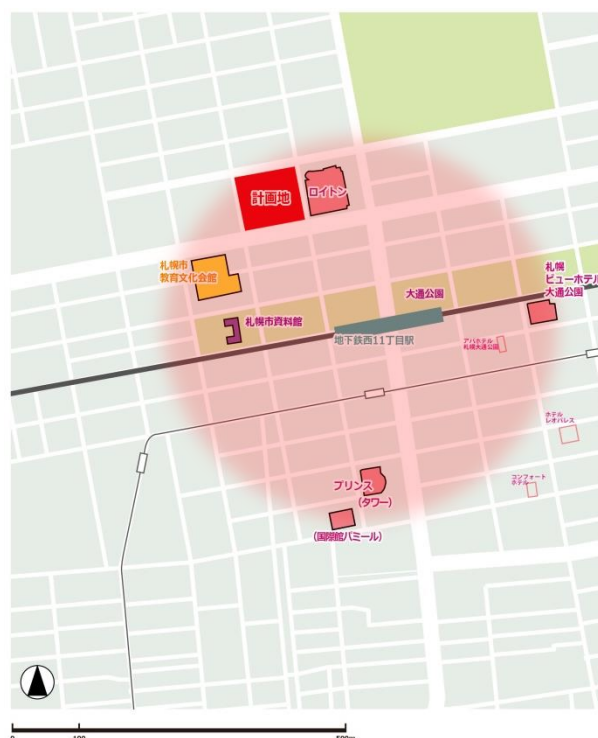 計画地
ロイトン
札幌市
教育文化会館
札幌市資料館
大通公園
札幌
ビューホテル
大通公園
地下鉄西11丁目駅
アパホテル
札幌大通公園
ホテル
レオパレス
コンフォート
ホテル
プリンス
(タワー)
(国際館パミール)
0 100 500m